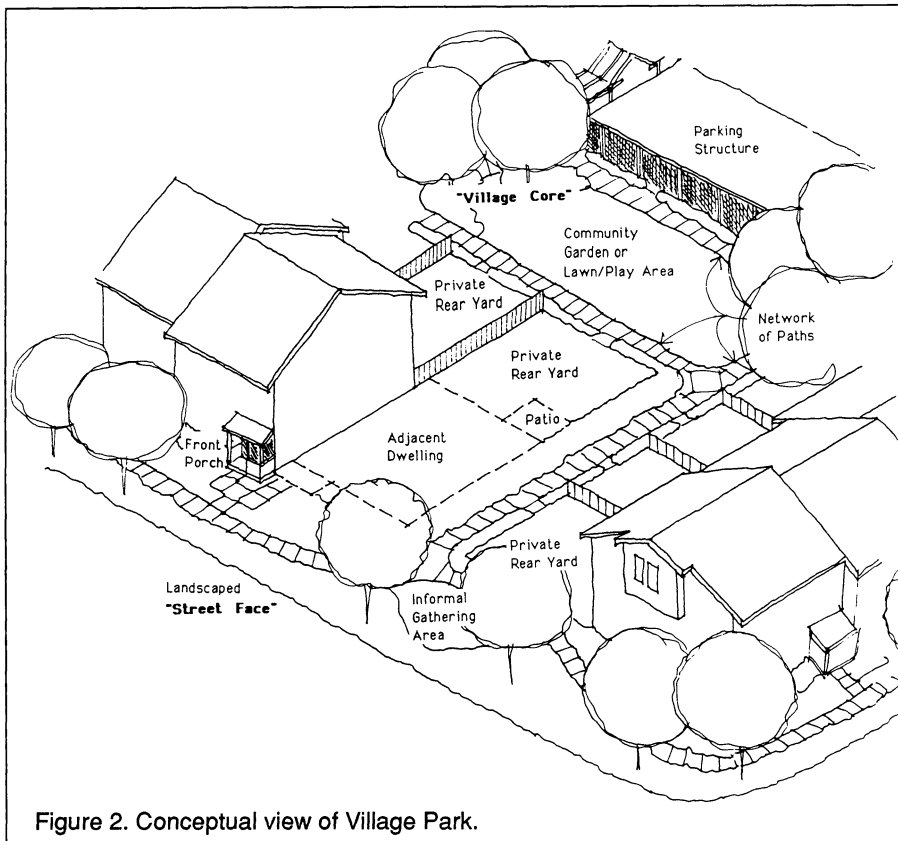 Parking
Structure
"Village Core"
Community
Garden or
Lawn/Play Area
Private
Rear Yard
Network
of Paths
Private
Rear Yard
Patio
Adjacent
Dwelling
Front
Porch
Private
Rear Yard
Landscaped
"Street Face"
Informal
Gathering
Area
Figure 2. Conceptual view of Village Park.